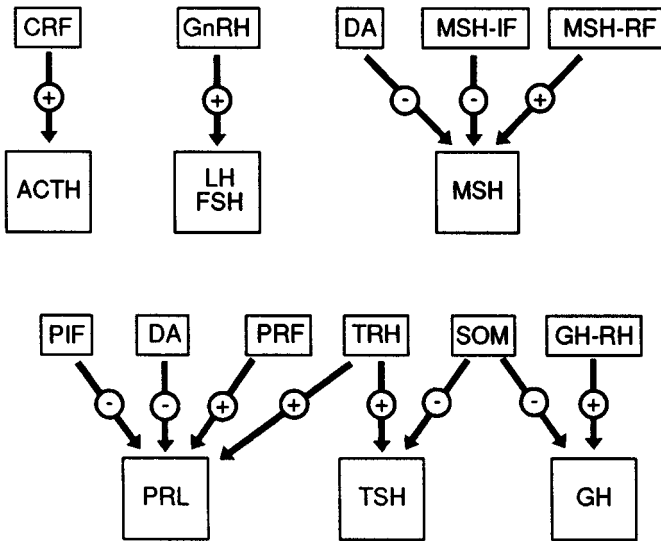 CRF
GnRH
DA
MSH-IF
MSH-RF
+
+
-
-
+
ACTH
LH
FSH
MSH
PIF
DA
PRF
TRH
SOM
GH-RH
-
-
+
+
+
-
-
+
PRL
TSH
GH